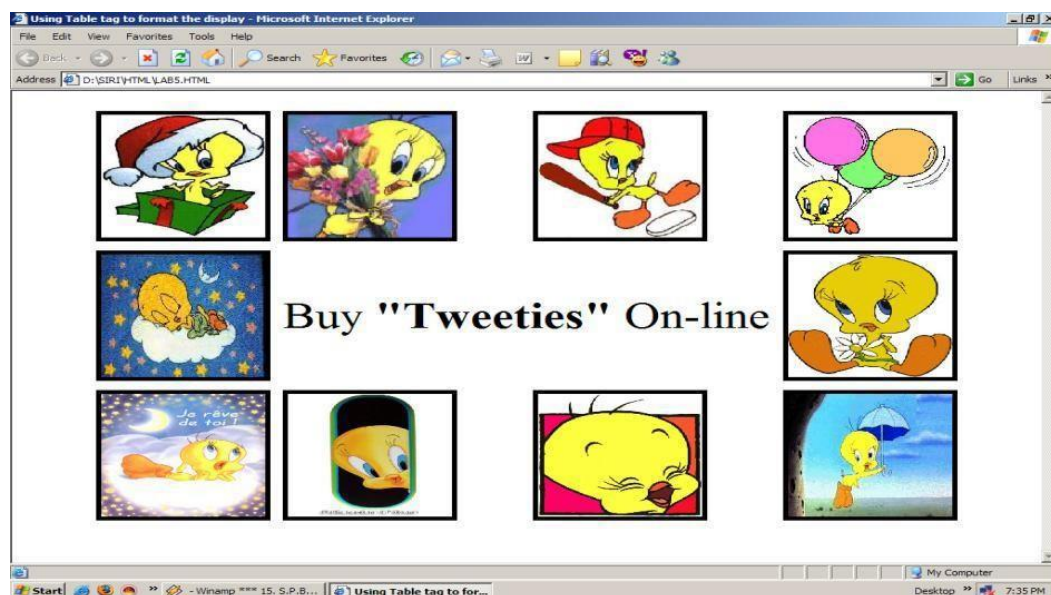 Using Table tag to format the display - Microsoft Internet Explorer
File Edit View Favorites Tools Help
Back Search Favorites
Address D:\SIRI\HTML\LAB5.HTML Go Links »
Je rêve
de toi !
Buy "Tweeties" On-line
My Computer
Start » - Winamp *** 15. S.P.B... Using Table tag to for... Desktop » 7:35 PM